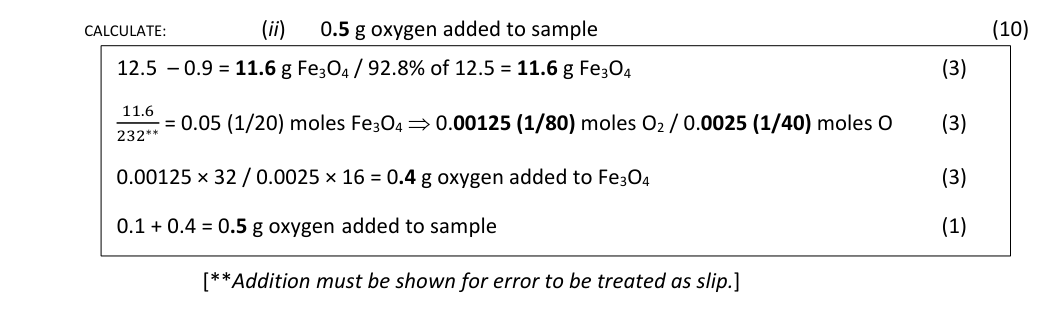 CALCULATE: (ii) 0.5 g oxygen added to sample (10)
12.5 – 0.9 = 11.6 g Fe₃O₄ / 92.8% of 12.5 = 11.6 g Fe₃O₄ (3)
11.6/232** = 0.05 (1/20) moles Fe₃O₄ ⇒ 0.00125 (1/80) moles O₂ / 0.0025 (1/40) moles O (3)
0.00125 × 32 / 0.0025 × 16 = 0.4 g oxygen added to Fe₃O₄ (3)
0.1 + 0.4 = 0.5 g oxygen added to sample (1)
[**Addition must be shown for error to be treated as slip.]